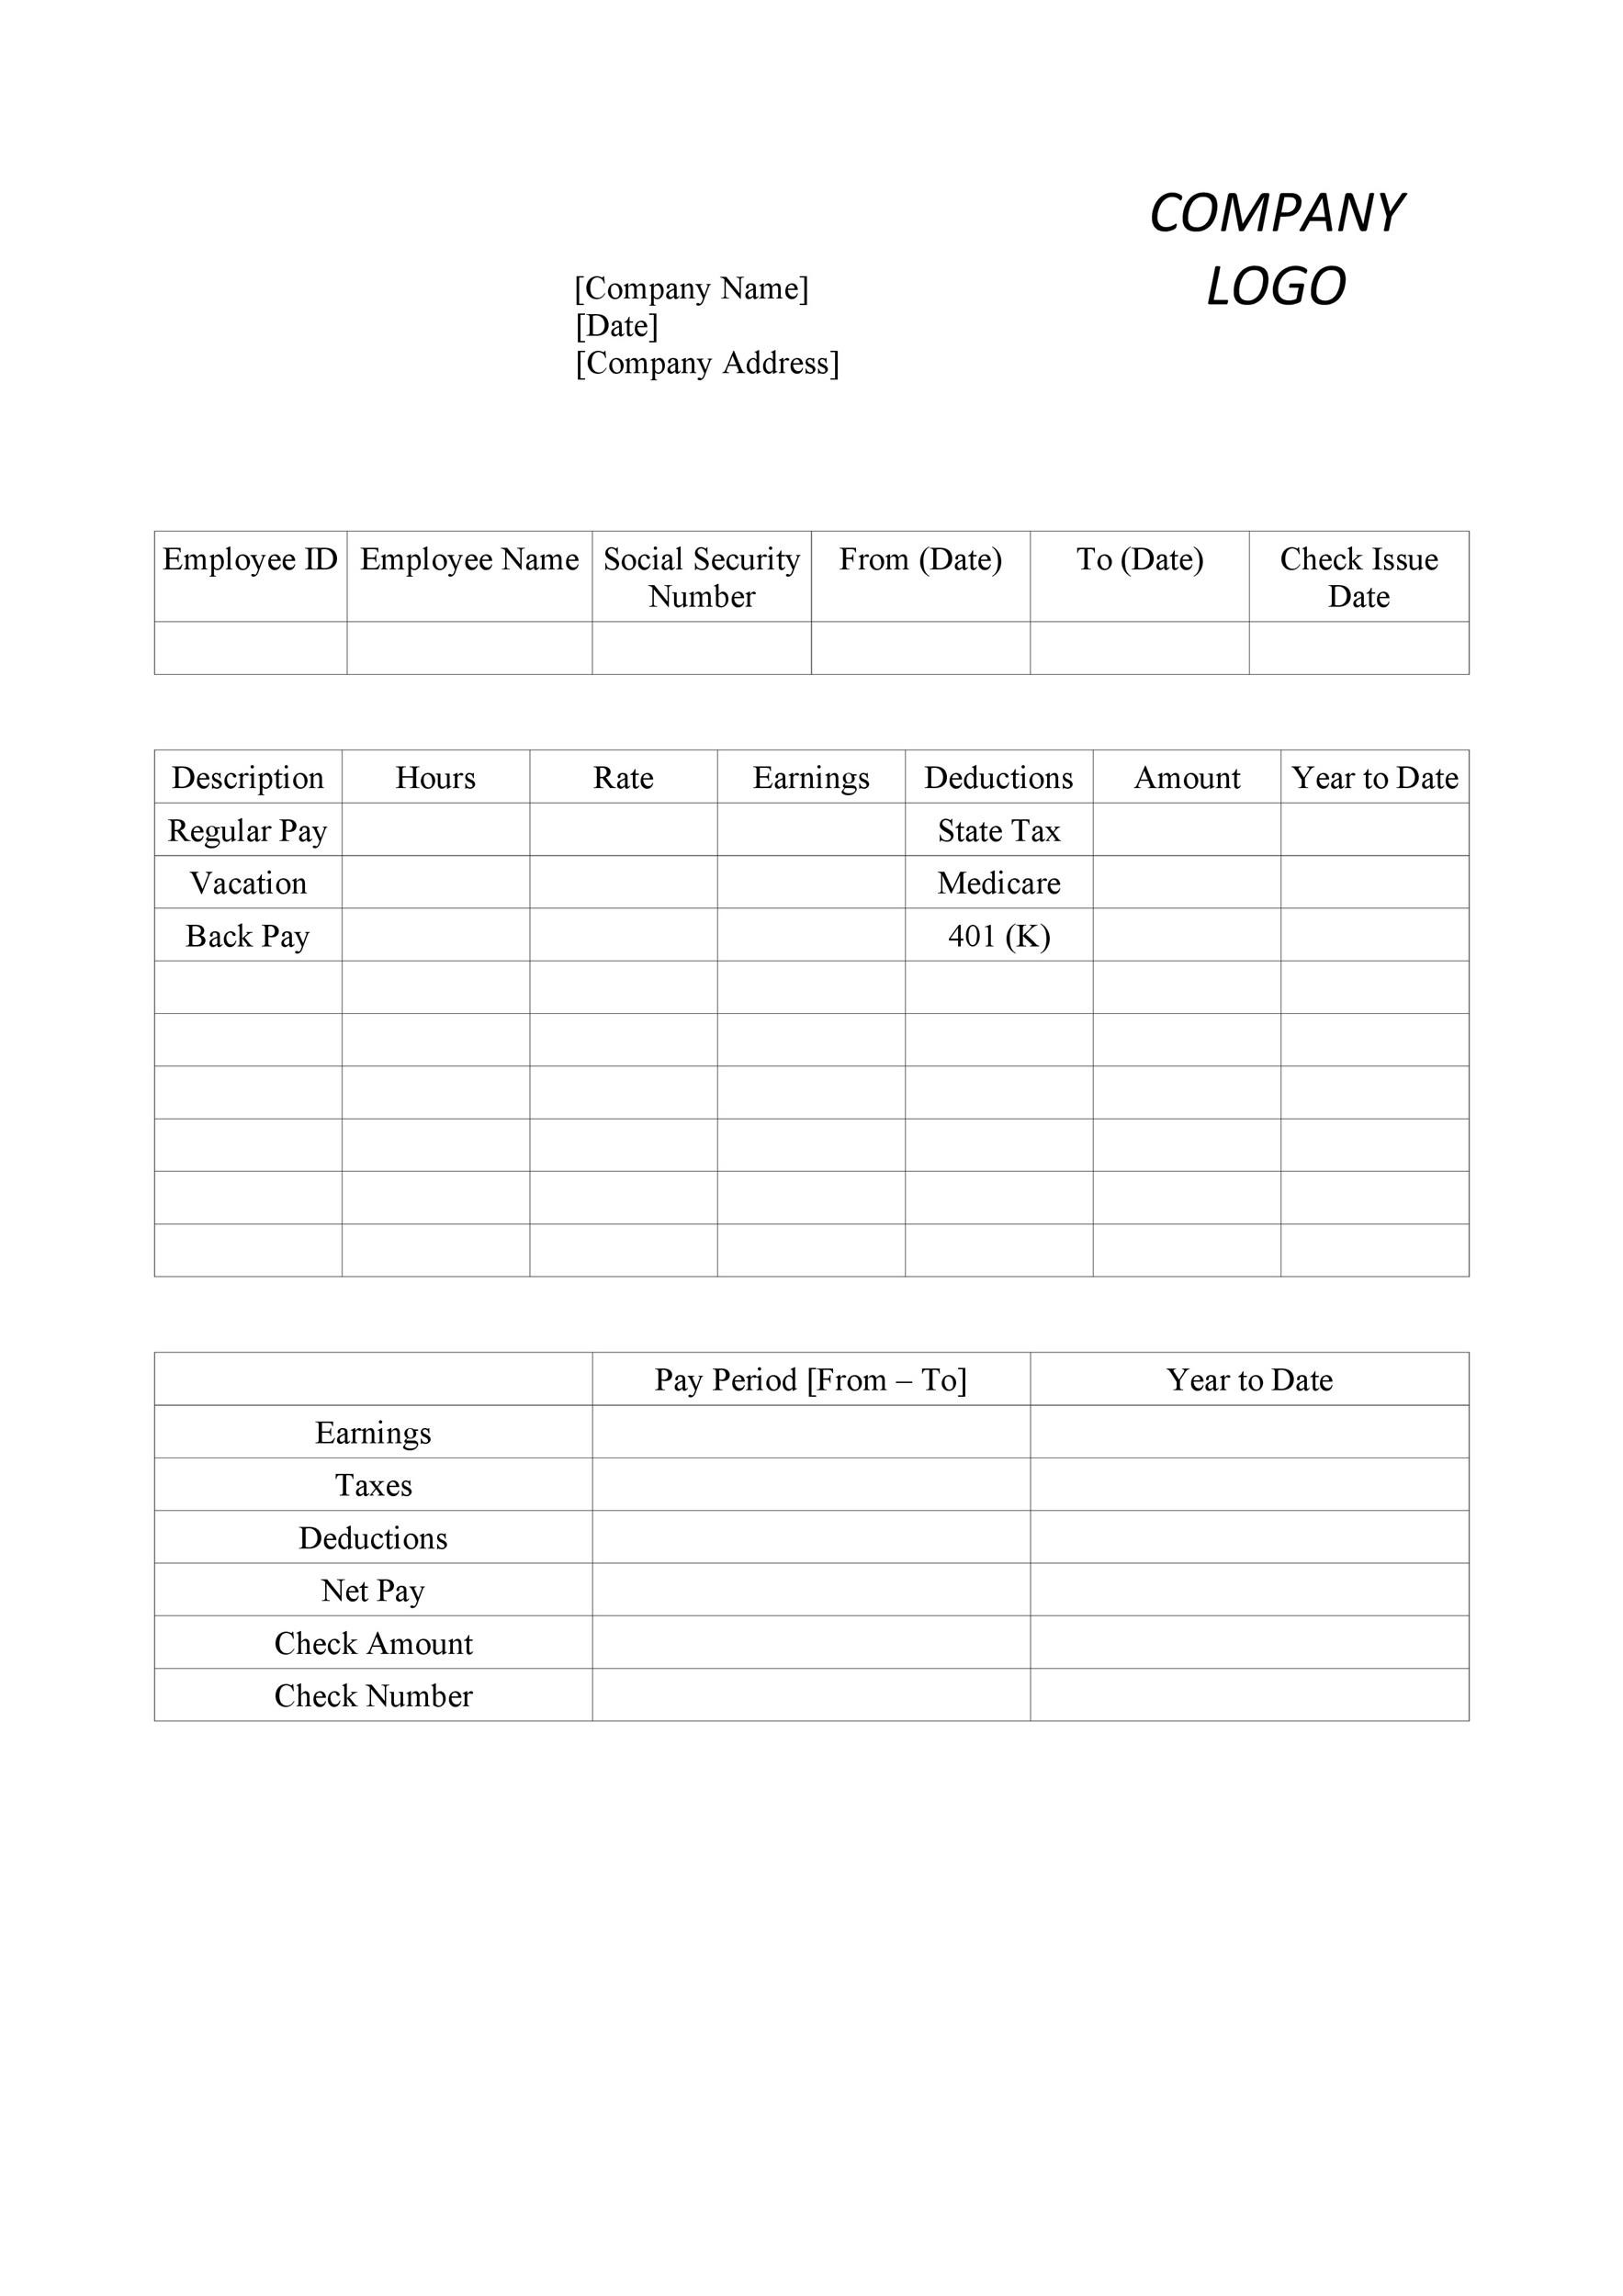 COMPANY
LOGO
[Company Name]
[Date]
[Company Address]
Employee ID Employee Name Social Security Number From (Date) To (Date) Check Issue Date
Description Hours Rate Earnings Deductions Amount Year to Date
Regular Pay State Tax
Vacation Medicare
Back Pay 401 (K)
Pay Period [From – To] Year to Date
Earnings
Taxes
Deductions
Net Pay
Check Amount
Check Number